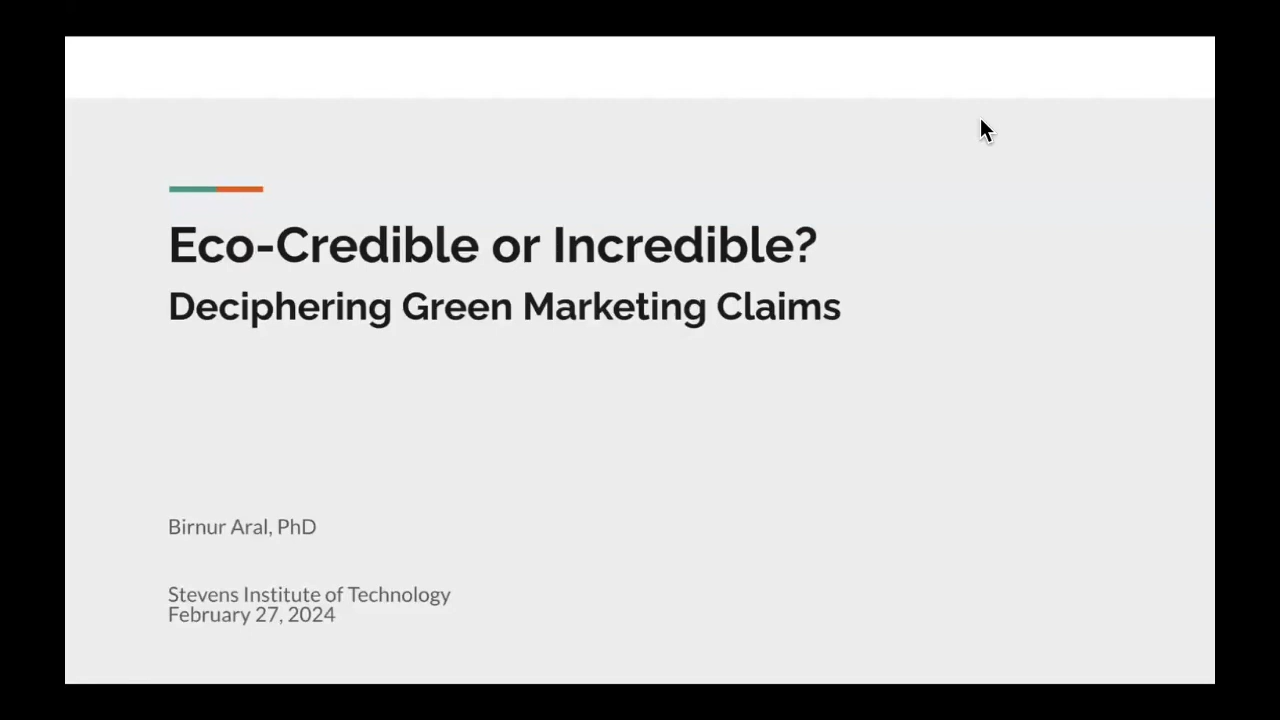 Eco-Credible or Incredible?
Deciphering Green Marketing Claims
Birnur Aral, PhD
Stevens Institute of Technology
February 27, 2024